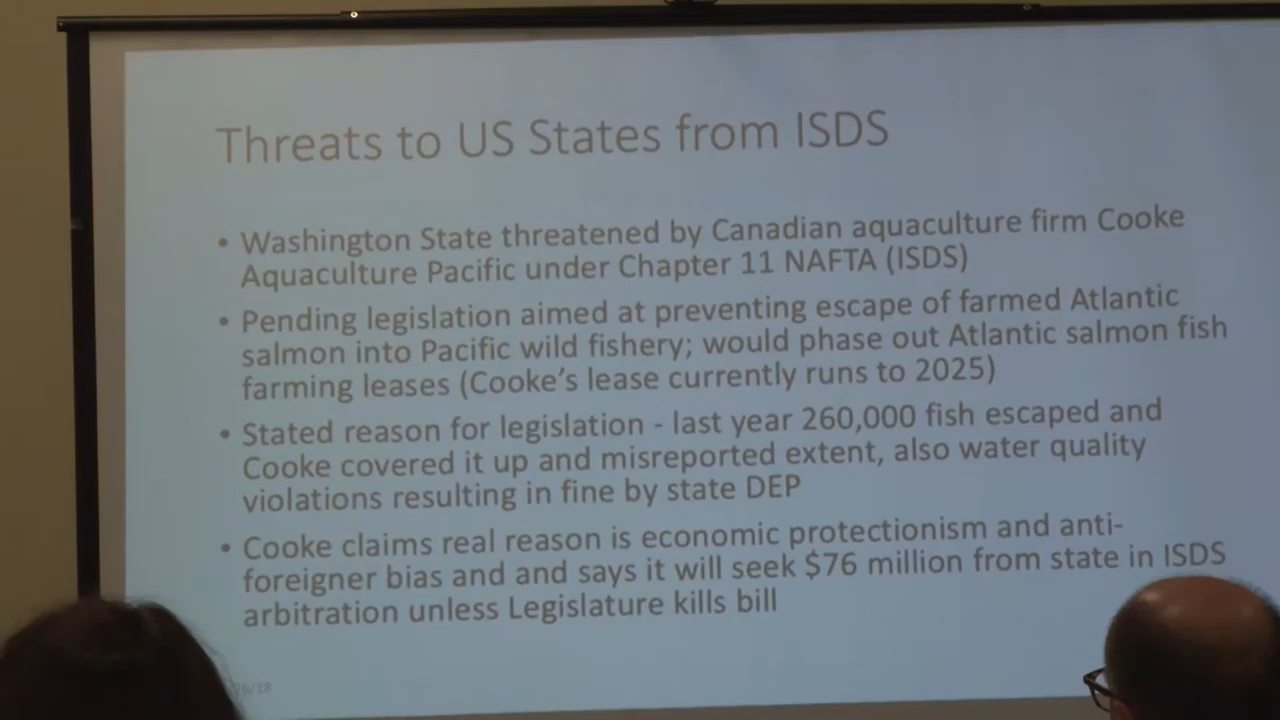 Threats to US States from ISDS
• Washington State threatened by Canadian aquaculture firm Cooke
Aquaculture Pacific under Chapter 11 NAFTA (ISDS)
• Pending legislation aimed at preventing escape of farmed Atlantic
salmon into Pacific wild fishery; would phase out Atlantic salmon fish
farming leases (Cooke's lease currently runs to 2025)
• Stated reason for legislation - last year 260,000 fish escaped and
Cooke covered it up and misreported extent, also water quality
violations resulting in fine by state DEP
• Cooke claims real reason is economic protectionism and anti-
foreigner bias and and says it will seek $76 million from state in ISDS
arbitration unless Legislature kills bill